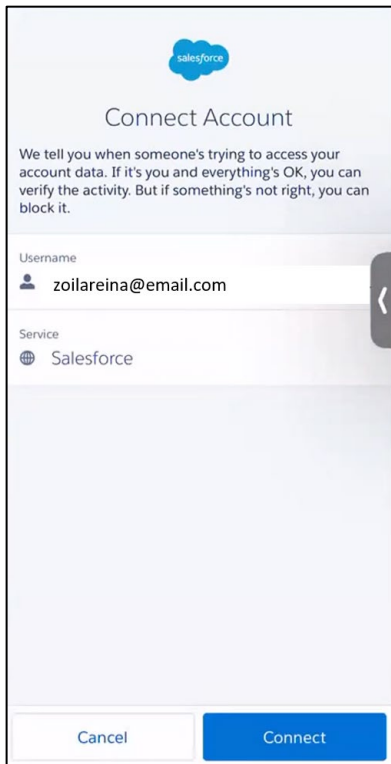 salesforce
Connect Account
We tell you when someone's trying to access your
account data. If it's you and everything's OK, you can
verify the activity. But if something's not right, you can
block it.
Username
zoilareina@email.com
Service
Salesforce
Cancel
Connect